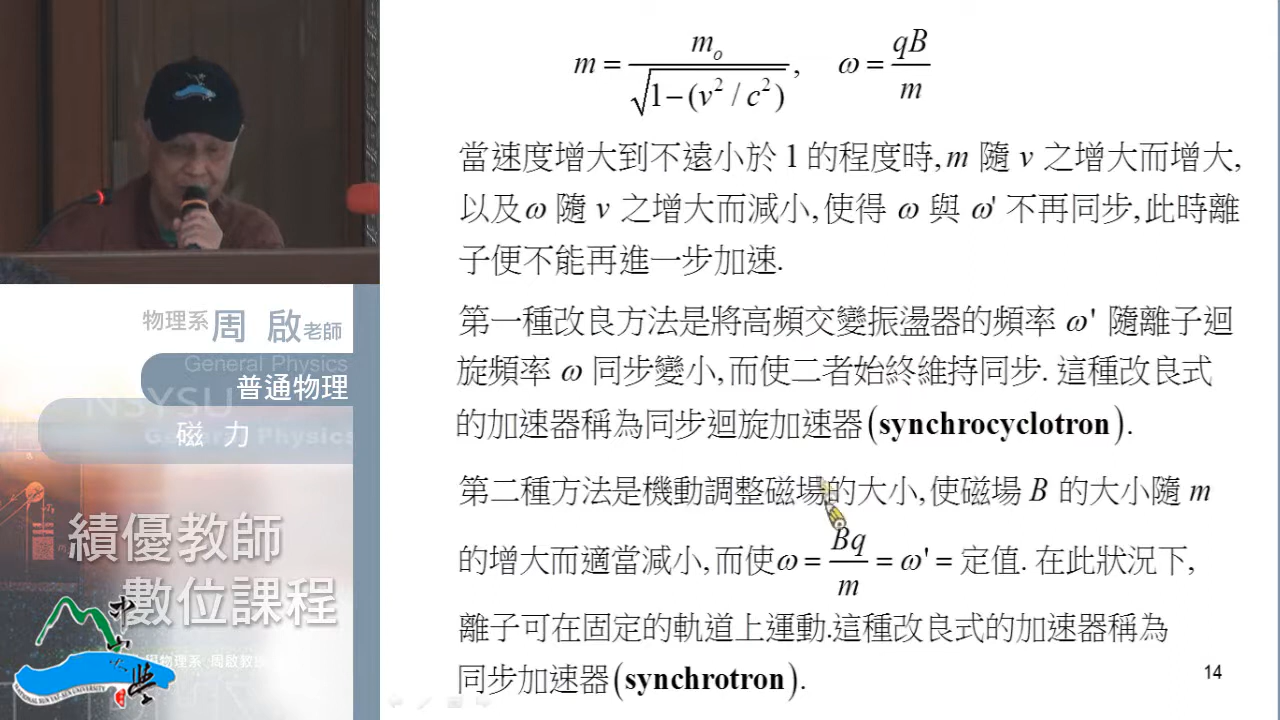 m = m₀ / √(1−(v² / c²)), ω = qB / m
當速度增大到不遠小於 1 的程度時, m 隨 v 之增大而增大,
以及ω 隨 v 之增大而減小, 使得 ω 與 ω' 不再同步, 此時離
子便不能再進一步加速.
第一種改良方法是將高頻交變振盪器的頻率 ω' 隨離子迴
旋頻率 ω 同步變小, 而使二者始終維持同步. 這種改良式
的加速器稱為同步迴旋加速器(synchrocyclotron).
第二種方法是機動調整磁場的大小, 使磁場 B 的大小隨 m
的增大而適當減小, 而使ω = Bq / m = ω' = 定值. 在此狀况下,
離子可在固定的軌道上運動.這種改良式的加速器稱為
同步加速器(synchrotron).
14
物理系 周 啟 老師
General Physics
普通物理
NSYSU
磁 力
General Physics
績優教師
數位課程